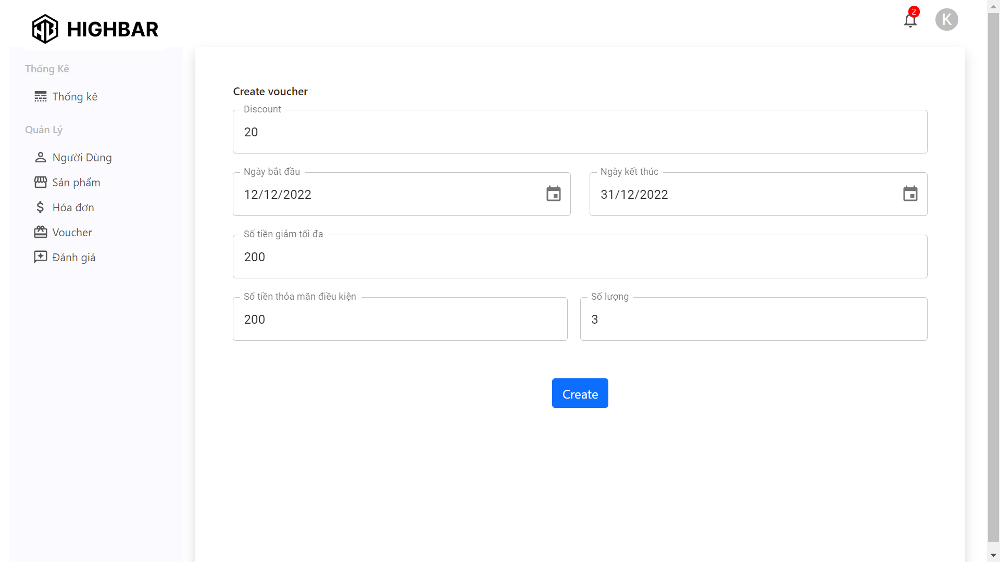 HIGHBAR
2
K
Thống Kê
Thống kê
Quản Lý
Người Dùng
Sản phẩm
Hóa đơn
Voucher
Đánh giá
Create voucher
Discount
20
Ngày bắt đầu
12/12/2022
Ngày kết thúc
31/12/2022
Số tiền giảm tối đa
200
Số tiền thỏa mãn điều kiện
200
Số lượng
3
Create